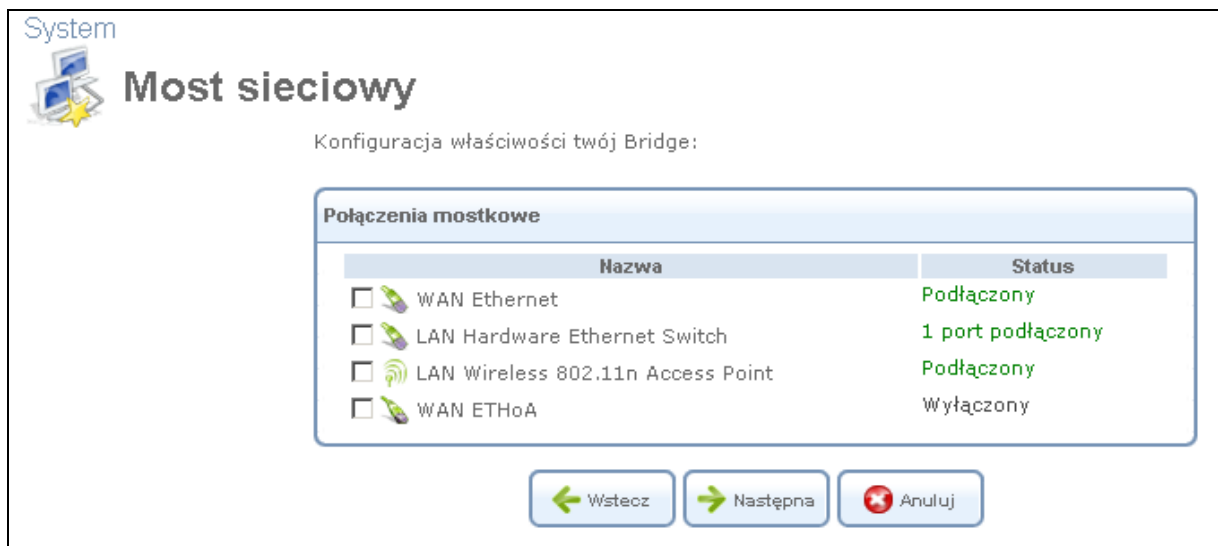 System
Most sieciowy
Konfiguracja właściwości twój Bridge:
Połączenia mostkowe
Nazwa Status
WAN Ethernet Podłączony
LAN Hardware Ethernet Switch 1 port podłączony
LAN Wireless 802.11n Access Point Podłączony
WAN ETHoA Wyłączony
Wstecz Następna Anuluj